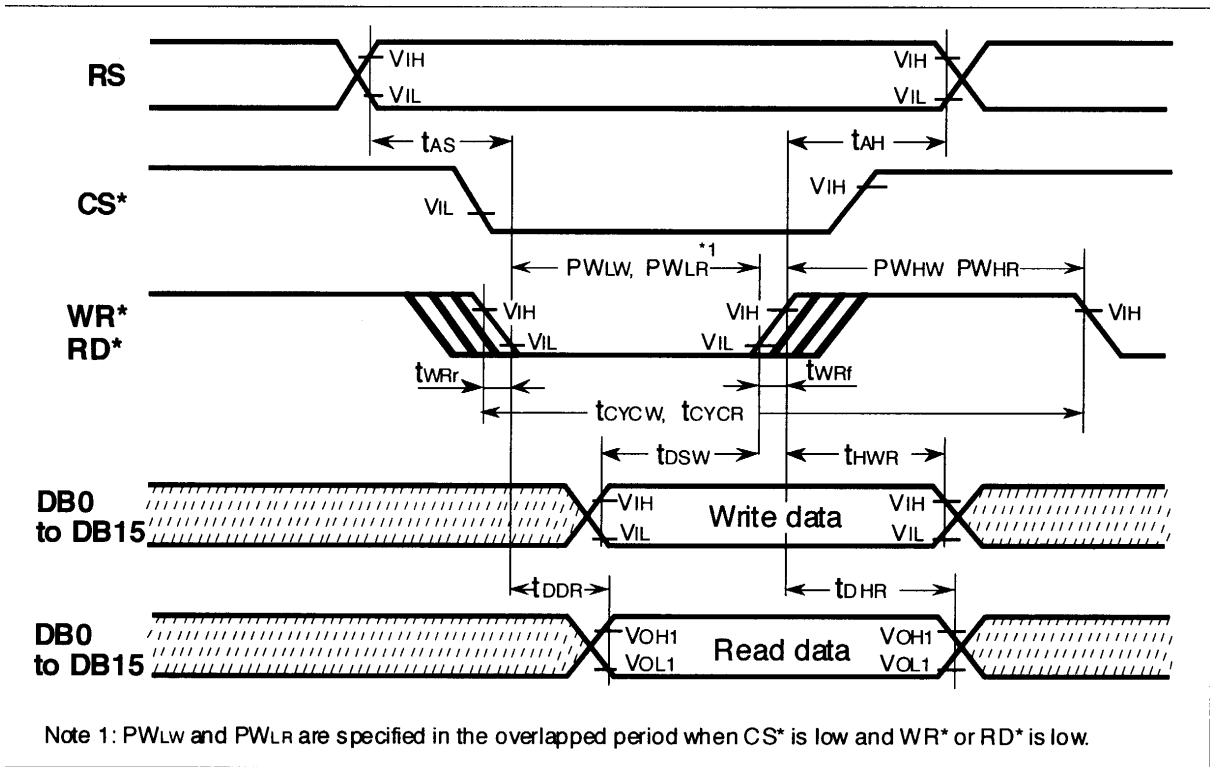 RS
VIH
VIH
VIL
VIL
tAS
tAH
CS*
VIH
VIL
PWLW, PWLR*1
PWHW PWHR
WR*
RD*
VIH
VIH
VIH
VIL
VIL
tWRr
tWRf
tCYCW, tCYCR
tDSW
tHWR
DB0
to DB15
VIH
VIL
Write data
VIH
VIL
tDDR
tDHR
DB0
to DB15
VOH1
VOL1
Read data
VOH1
VOL1
Note 1: PWLW and PWLR are specified in the overlapped period when CS* is low and WR* or RD* is low.